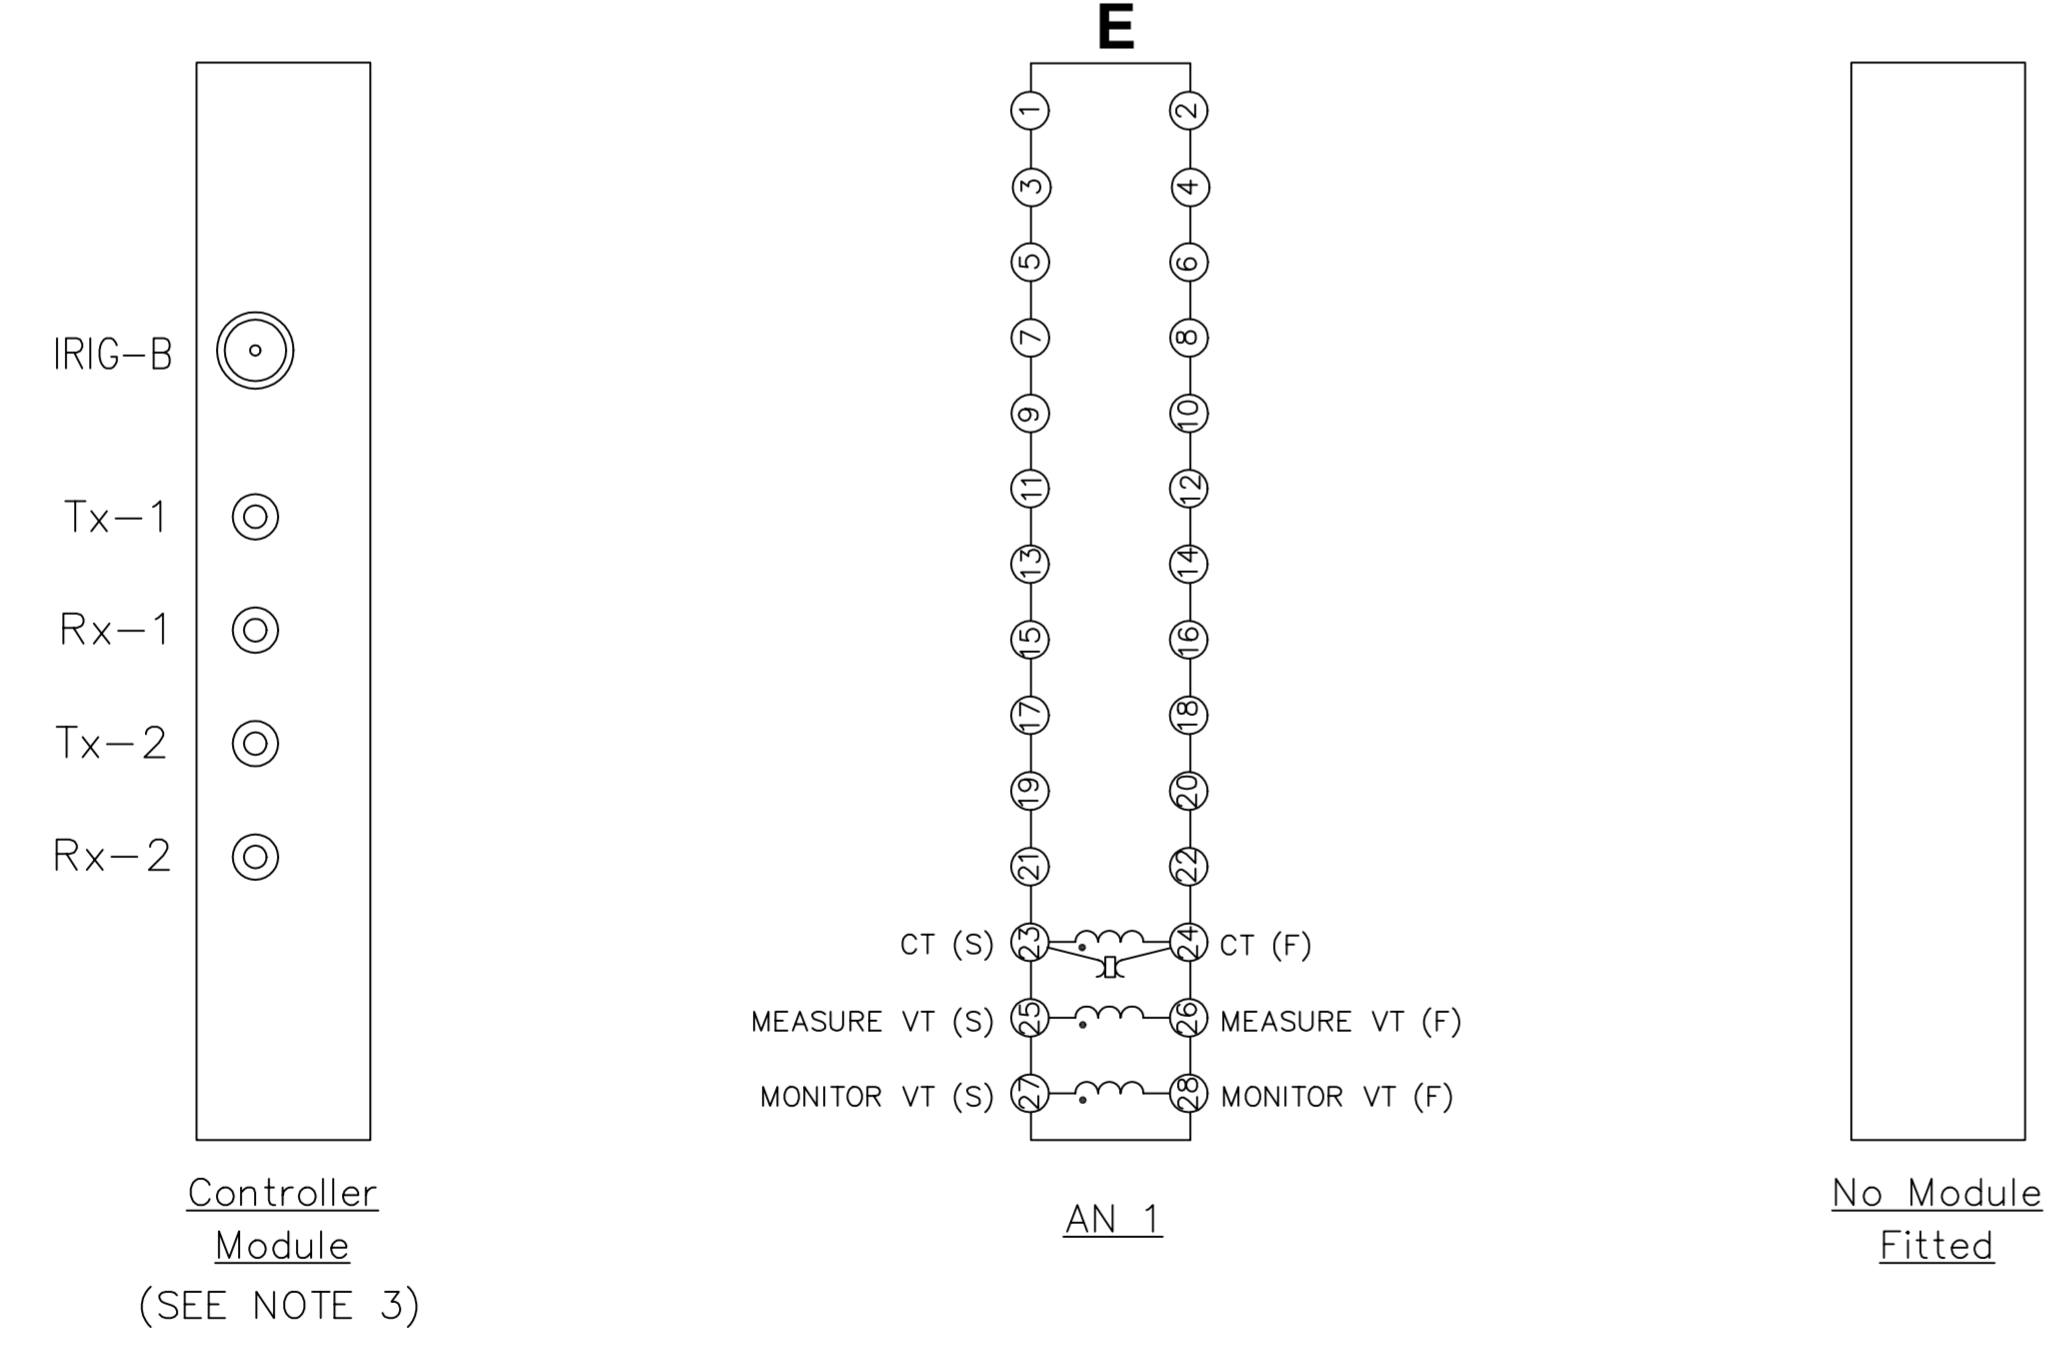 E
1 2
3 4
5 6
IRIG-B
7 8
9 10
Tx-1
11 12
13 14
Rx-1
15 16
17 18
Tx-2
19 20
Rx-2
21 22
CT (S) 23 24 CT (F)
MEASURE VT (S) 25 26 MEASURE VT (F)
MONITOR VT (S) 27 28 MONITOR VT (F)
Controller
Module
(SEE NOTE 3)
AN 1
No Module
Fitted